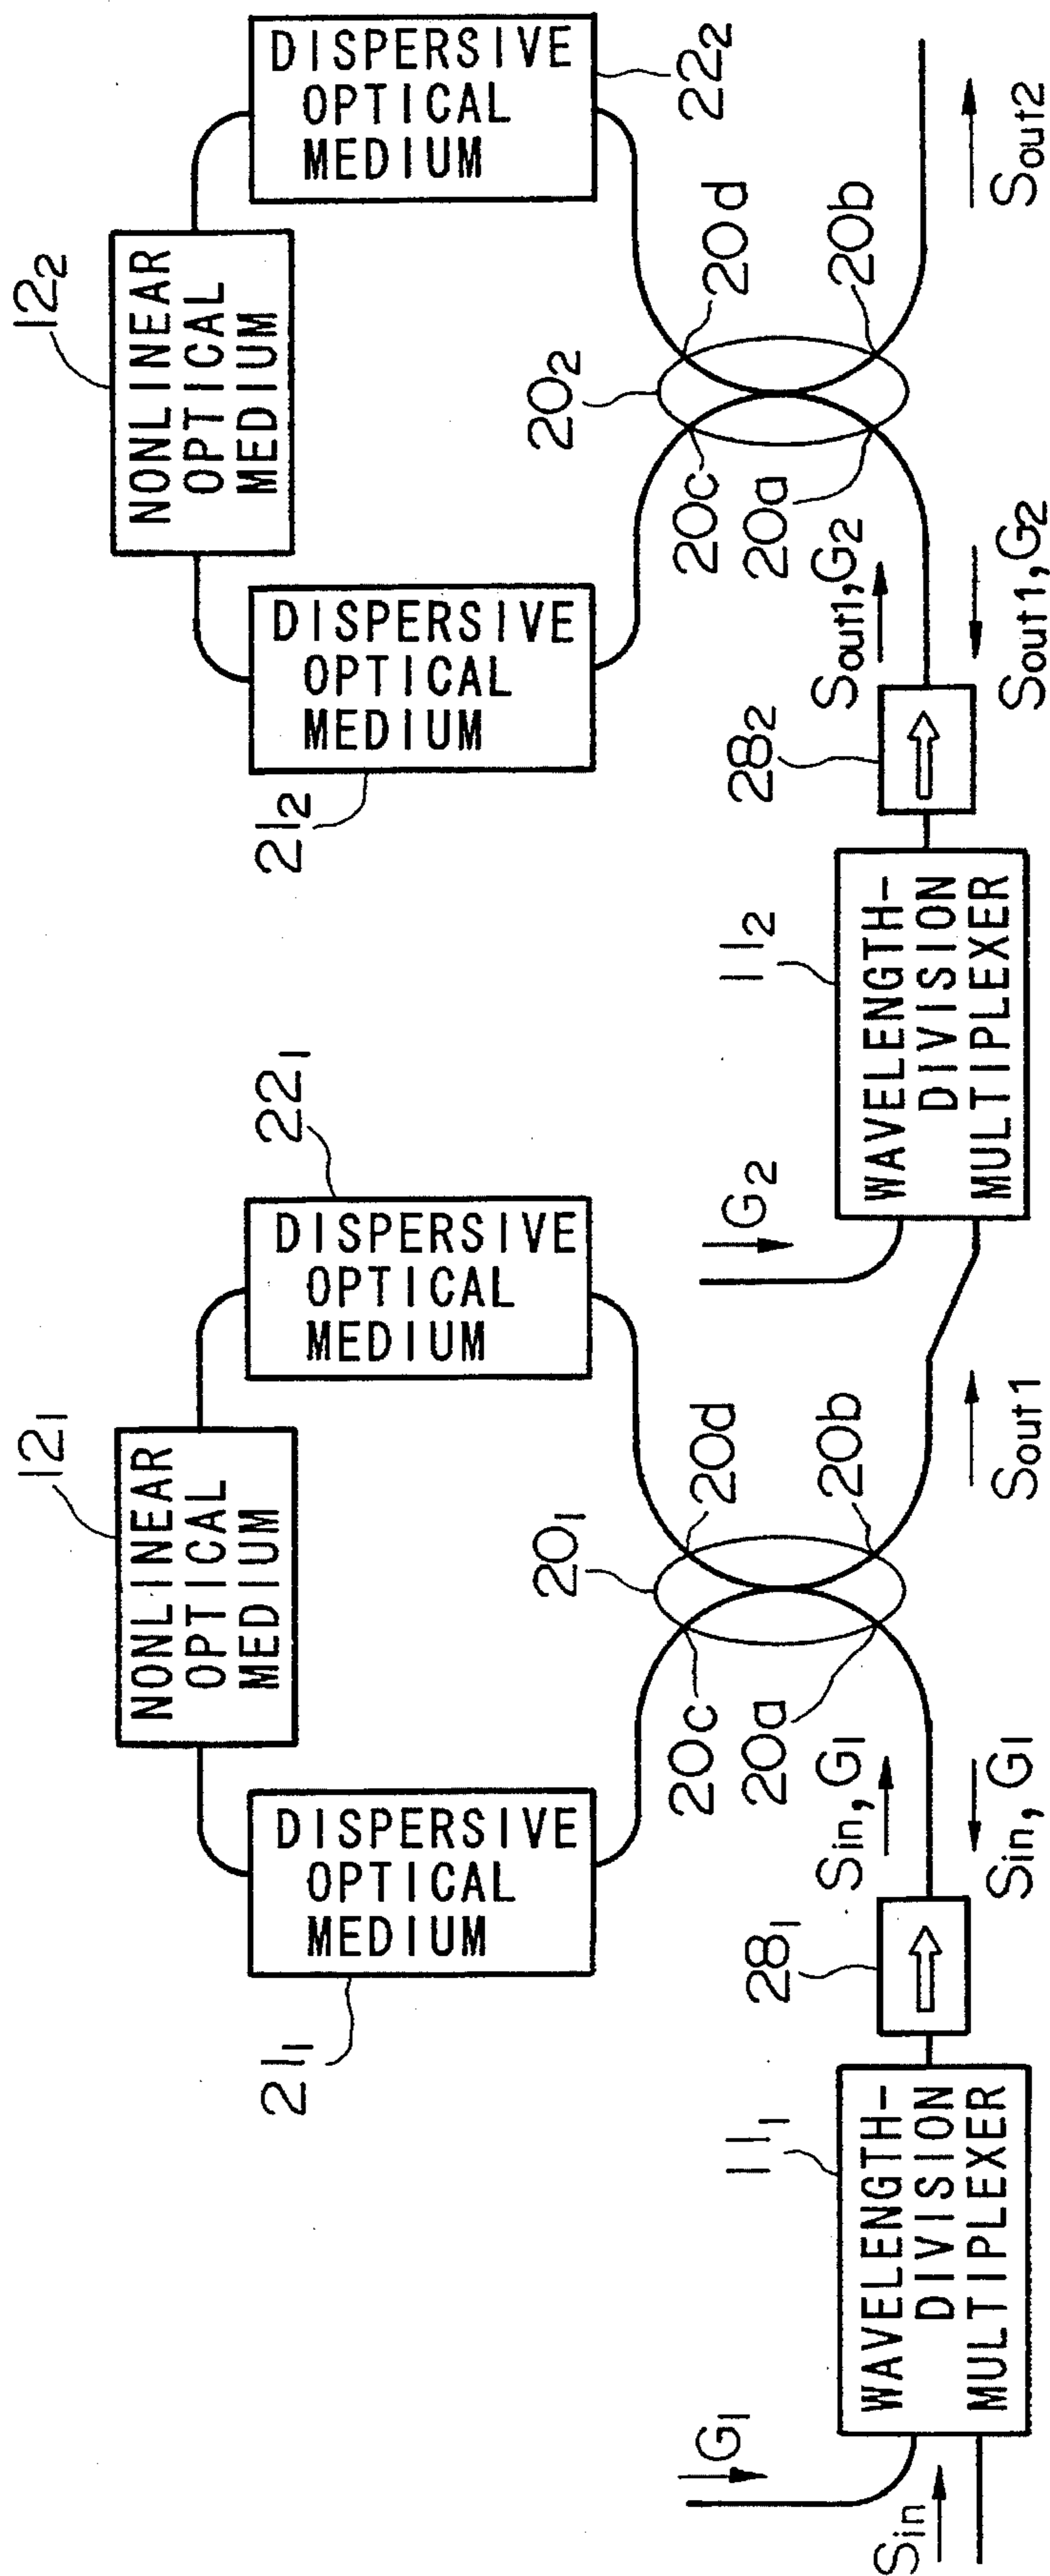 12₁
NONLINEAR
OPTICAL
MEDIUM
21₁
DISPERSIVE
OPTICAL
MEDIUM
22₁
DISPERSIVE
OPTICAL
MEDIUM
20₁
20c
20d
20a
20b
G₁
Sin
11₁
WAVELENGTH-
DIVISION
MULTIPLEXER
28₁
Sin, G₁
Sin, G₁
Sout1
12₂
NONLINEAR
OPTICAL
MEDIUM
21₂
DISPERSIVE
OPTICAL
MEDIUM
22₂
DISPERSIVE
OPTICAL
MEDIUM
20₂
20c
20d
20a
20b
G₂
11₂
WAVELENGTH-
DIVISION
MULTIPLEXER
28₂
Sout1, G₂
Sout1, G₂
Sout2